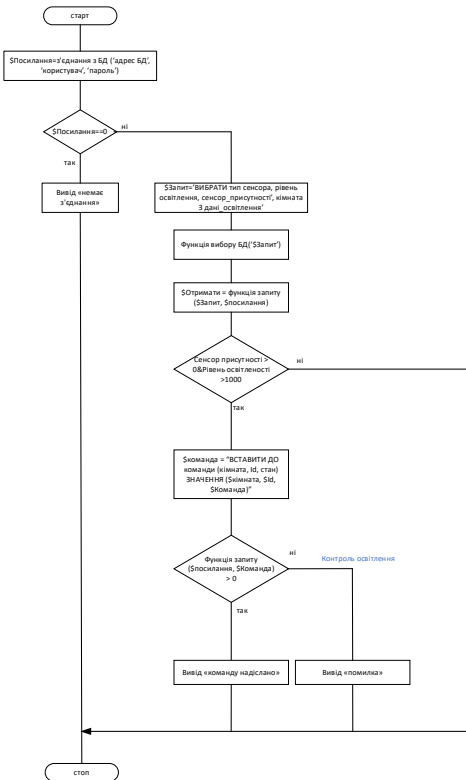 старт
$Посилання=з'єднання з БД ('адрес БД',
'користувач', 'пароль')
$Посилання==0
ні
так
Вивід «немає
з'єднання»
$Запит='ВИБРАТИ тип сенсора, рівень
освітлення, сенсор_присутності', кімната
З дані_освітлення'
Функція вибору БД('$Запит')
$Отримати = функція запиту
($Запит, $посилання)
Сенсор присутності >
0&Рівень освітленості
>1000
ні
так
$команда = "ВСТАВИТИ ДО
команди (кімната, Id, стан)
ЗНАЧЕННЯ ($кімната, $Id,
$Команда)"
Функція запиту
($посилання, $Команда)
> 0
ні
Контроль освітлення
так
Вивід «команду надіслано»
Вивід «помилка»
стоп